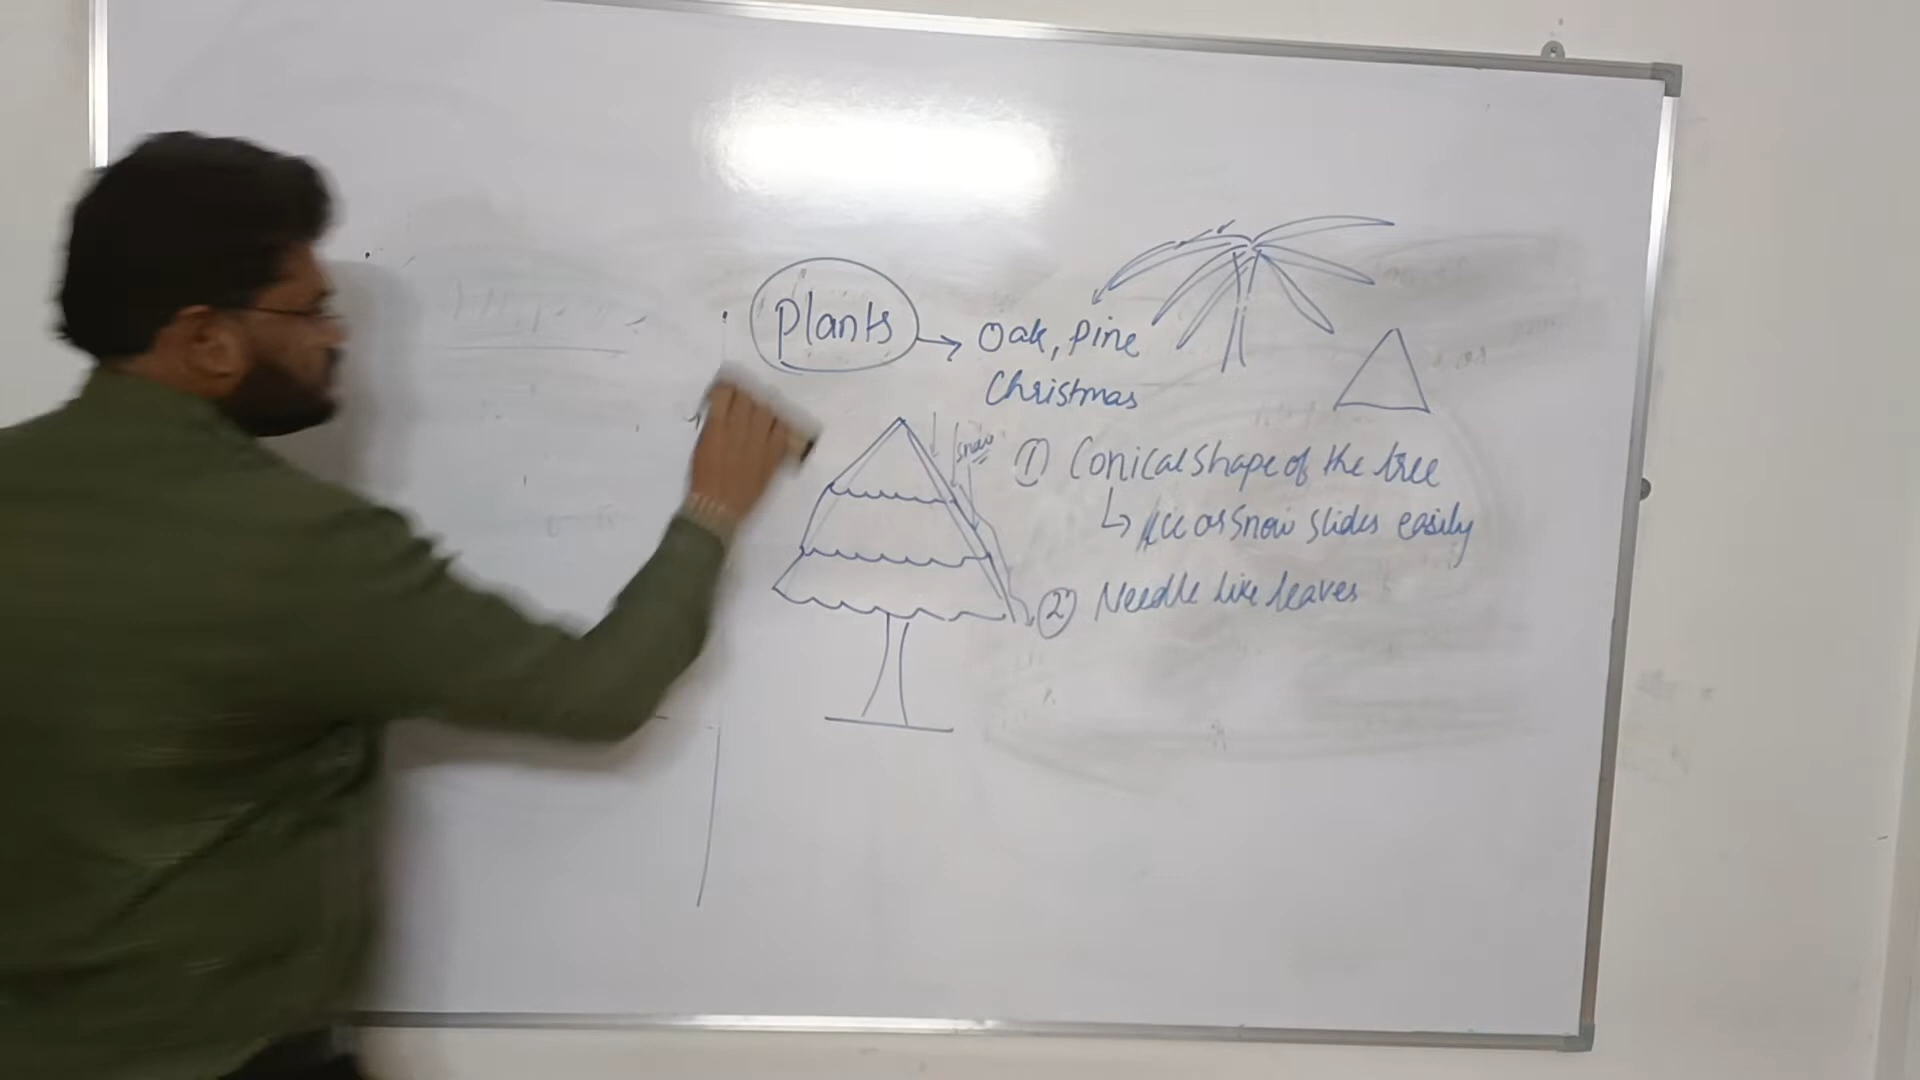 Plants → Oak, Pine
Christmas
snow
① Conical shape of the tree
↳ Ice or Snow slides easily
② Needle like leaves